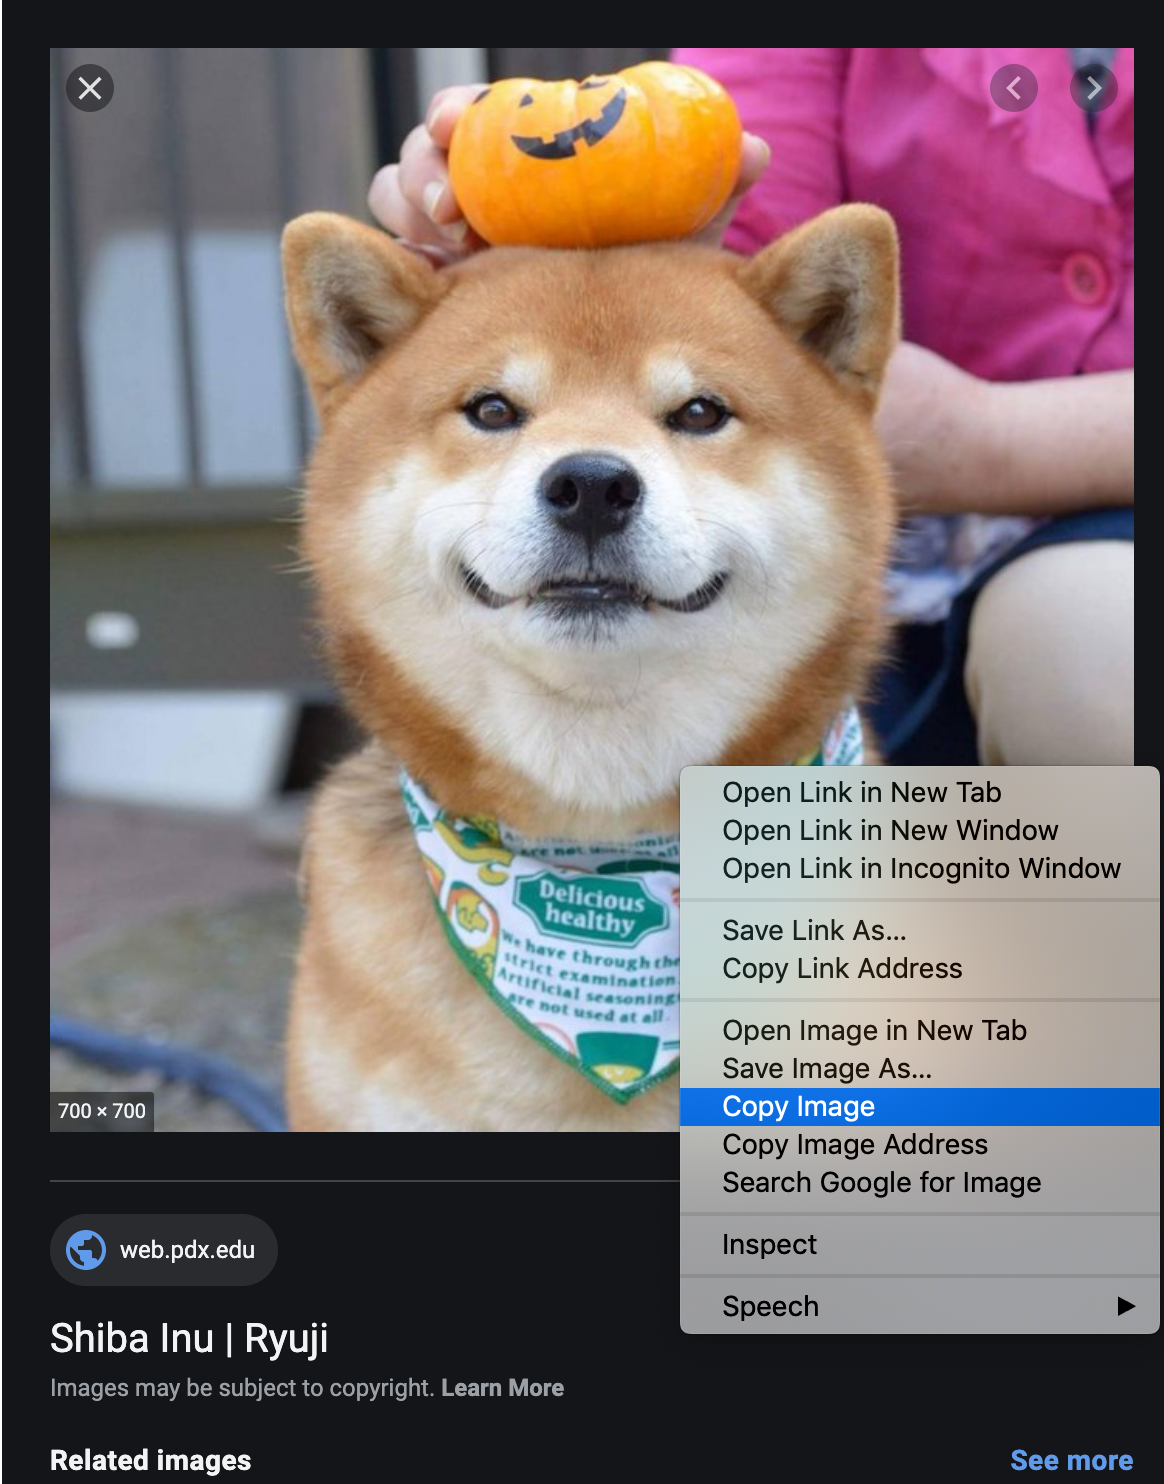 Delicious
healthy
We have through the
strict examination.
Artificial seasoning
are not used at all.
700 × 700
Open Link in New Tab
Open Link in New Window
Open Link in Incognito Window
Save Link As...
Copy Link Address
Open Image in New Tab
Save Image As...
Copy Image
Copy Image Address
Search Google for Image
Inspect
Speech
web.pdx.edu
Shiba Inu | Ryuji
Images may be subject to copyright. Learn More
Related images
See more